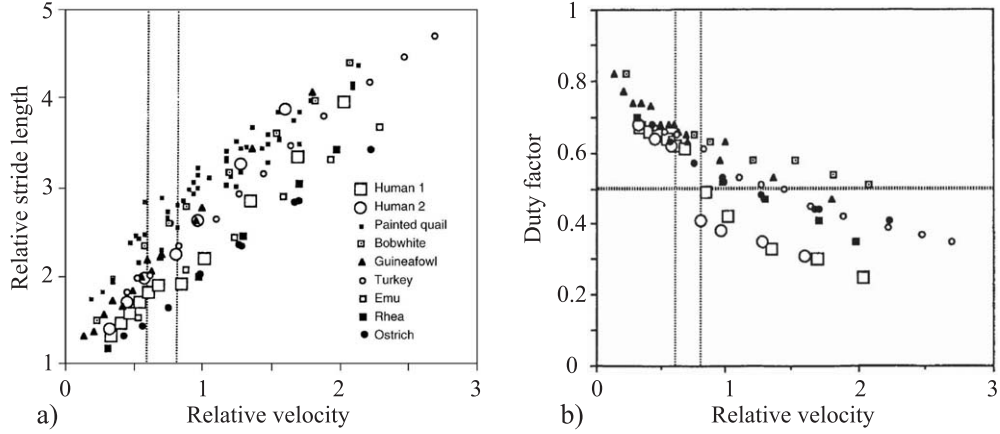 5
4
3
2
1
0
1
2
3
Relative stride length
Relative velocity
a)
Human 1
Human 2
Painted quail
Bobwhite
Guineafowl
Turkey
Emu
Rhea
Ostrich
1
0.8
0.6
0.4
0.2
0
0
1
2
3
Duty factor
Relative velocity
b)